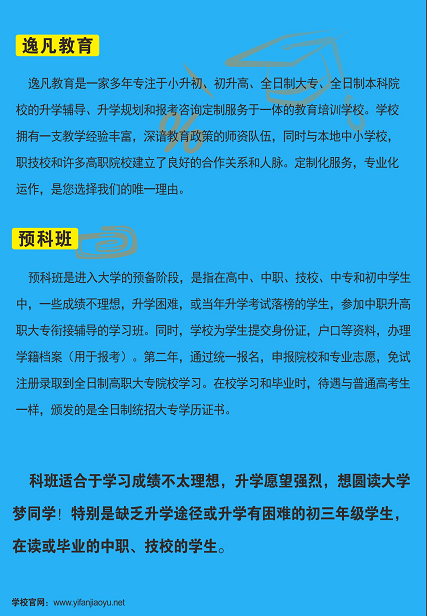 逸凡教育
逸凡教育是一家多年专注于小升初、初升高、全日制大专、全日制本科院
校的升学辅导、升学规划和报考咨询定制服务于一体的教育培训学校。学校
拥有一支教学经验丰富，深谙教育政策的师资队伍，同时与本地中小学校，
职技校和许多高职院校建立了良好的合作关系和人脉。定制化服务，专业化
运作，是您选择我们的唯一理由。
预科班
预科班是进入大学的预备阶段，是指在高中、中职、技校、中专和初中学生
中，一些成绩不理想，升学困难，或当年升学考试落榜的学生，参加中职升高
职大专衔接辅导的学习班。同时，学校为学生提交身份证，户口等资料，办理
学籍档案（用于报考）。第二年，通过统一报名，申报院校和专业志愿，免试
注册录取到全日制高职大专院校学习。在校学习和毕业时，待遇与普通高考生
一样，颁发的是全日制统招大专学历证书。
科班适合于学习成绩不太理想，升学愿望强烈，想圆读大学
梦同学！特别是缺乏升学途径或升学有困难的初三年级学生，
在读或毕业的中职、技校的学生。
学校官网：www.yifanjiaoyu.net